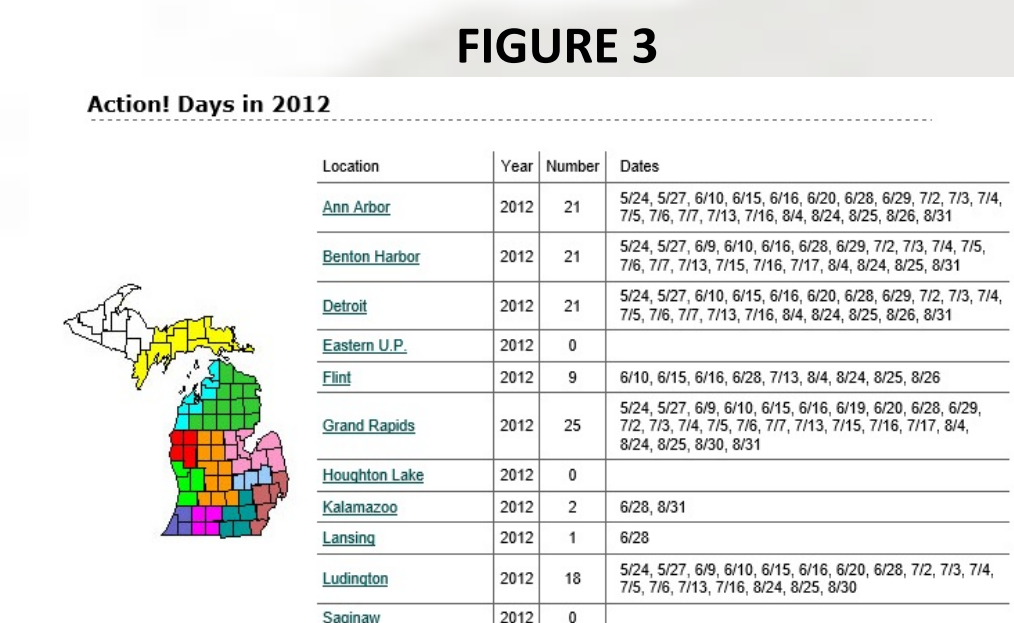 FIGURE 3
Action! Days in 2012
Location Year Number Dates
Ann Arbor 2012 21 5/24, 5/27, 6/10, 6/15, 6/16, 6/20, 6/28, 6/29, 7/2, 7/3, 7/4,
7/5, 7/6, 7/7, 7/13, 7/16, 8/4, 8/24, 8/25, 8/26, 8/31
Benton Harbor 2012 21 5/24, 5/27, 6/9, 6/10, 6/16, 6/28, 6/29, 7/2, 7/3, 7/4, 7/5,
7/6, 7/7, 7/13, 7/15, 7/16, 7/17, 8/4, 8/24, 8/25, 8/31
Detroit 2012 21 5/24, 5/27, 6/10, 6/15, 6/16, 6/20, 6/28, 6/29, 7/2, 7/3, 7/4,
7/5, 7/6, 7/7, 7/13, 7/16, 8/4, 8/24, 8/25, 8/26, 8/31
Eastern U.P. 2012 0
Flint 2012 9 6/10, 6/15, 6/16, 6/28, 7/13, 8/4, 8/24, 8/25, 8/26
Grand Rapids 2012 25 5/24, 5/27, 6/9, 6/10, 6/15, 6/16, 6/19, 6/20, 6/28, 6/29,
7/2, 7/3, 7/4, 7/5, 7/6, 7/7, 7/13, 7/15, 7/16, 7/17, 8/4,
8/24, 8/25, 8/30, 8/31
Houghton Lake 2012 0
Kalamazoo 2012 2 6/28, 8/31
Lansing 2012 1 6/28
Ludington 2012 18 5/24, 5/27, 6/9, 6/10, 6/15, 6/16, 6/20, 6/28, 7/2, 7/3, 7/4,
7/5, 7/6, 7/13, 7/16, 8/24, 8/25, 8/30
Saginaw 2012 0